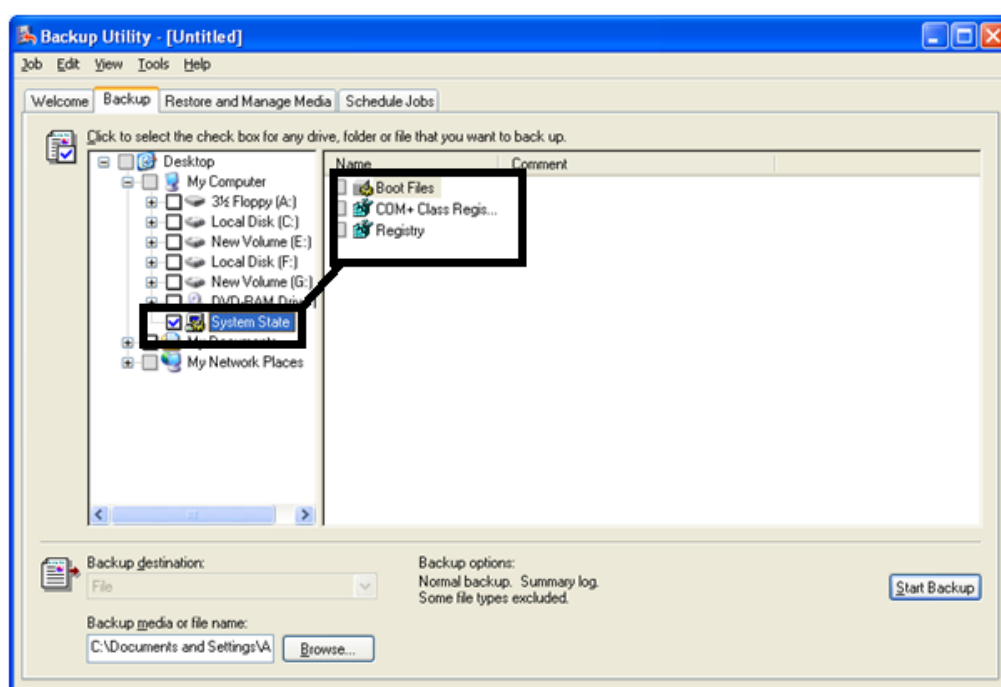 Backup Utility - [Untitled]
Job Edit View Tools Help
Welcome Backup Restore and Manage Media Schedule Jobs
Click to select the check box for any drive, folder or file that you want to back up.
Desktop
My Computer
3½ Floppy (A:)
Local Disk (C:)
New Volume (E:)
Local Disk (F:)
New Volume (G:)
DVD-RAM
System State
My Documents
My Network Places
Name Comment
Boot Files
COM+ Class Regis...
Registry
Backup destination:
File
Backup media or file name:
C:\Documents and Settings\A
Browse...
Backup options:
Normal backup. Summary log.
Some file types excluded.
Start Backup